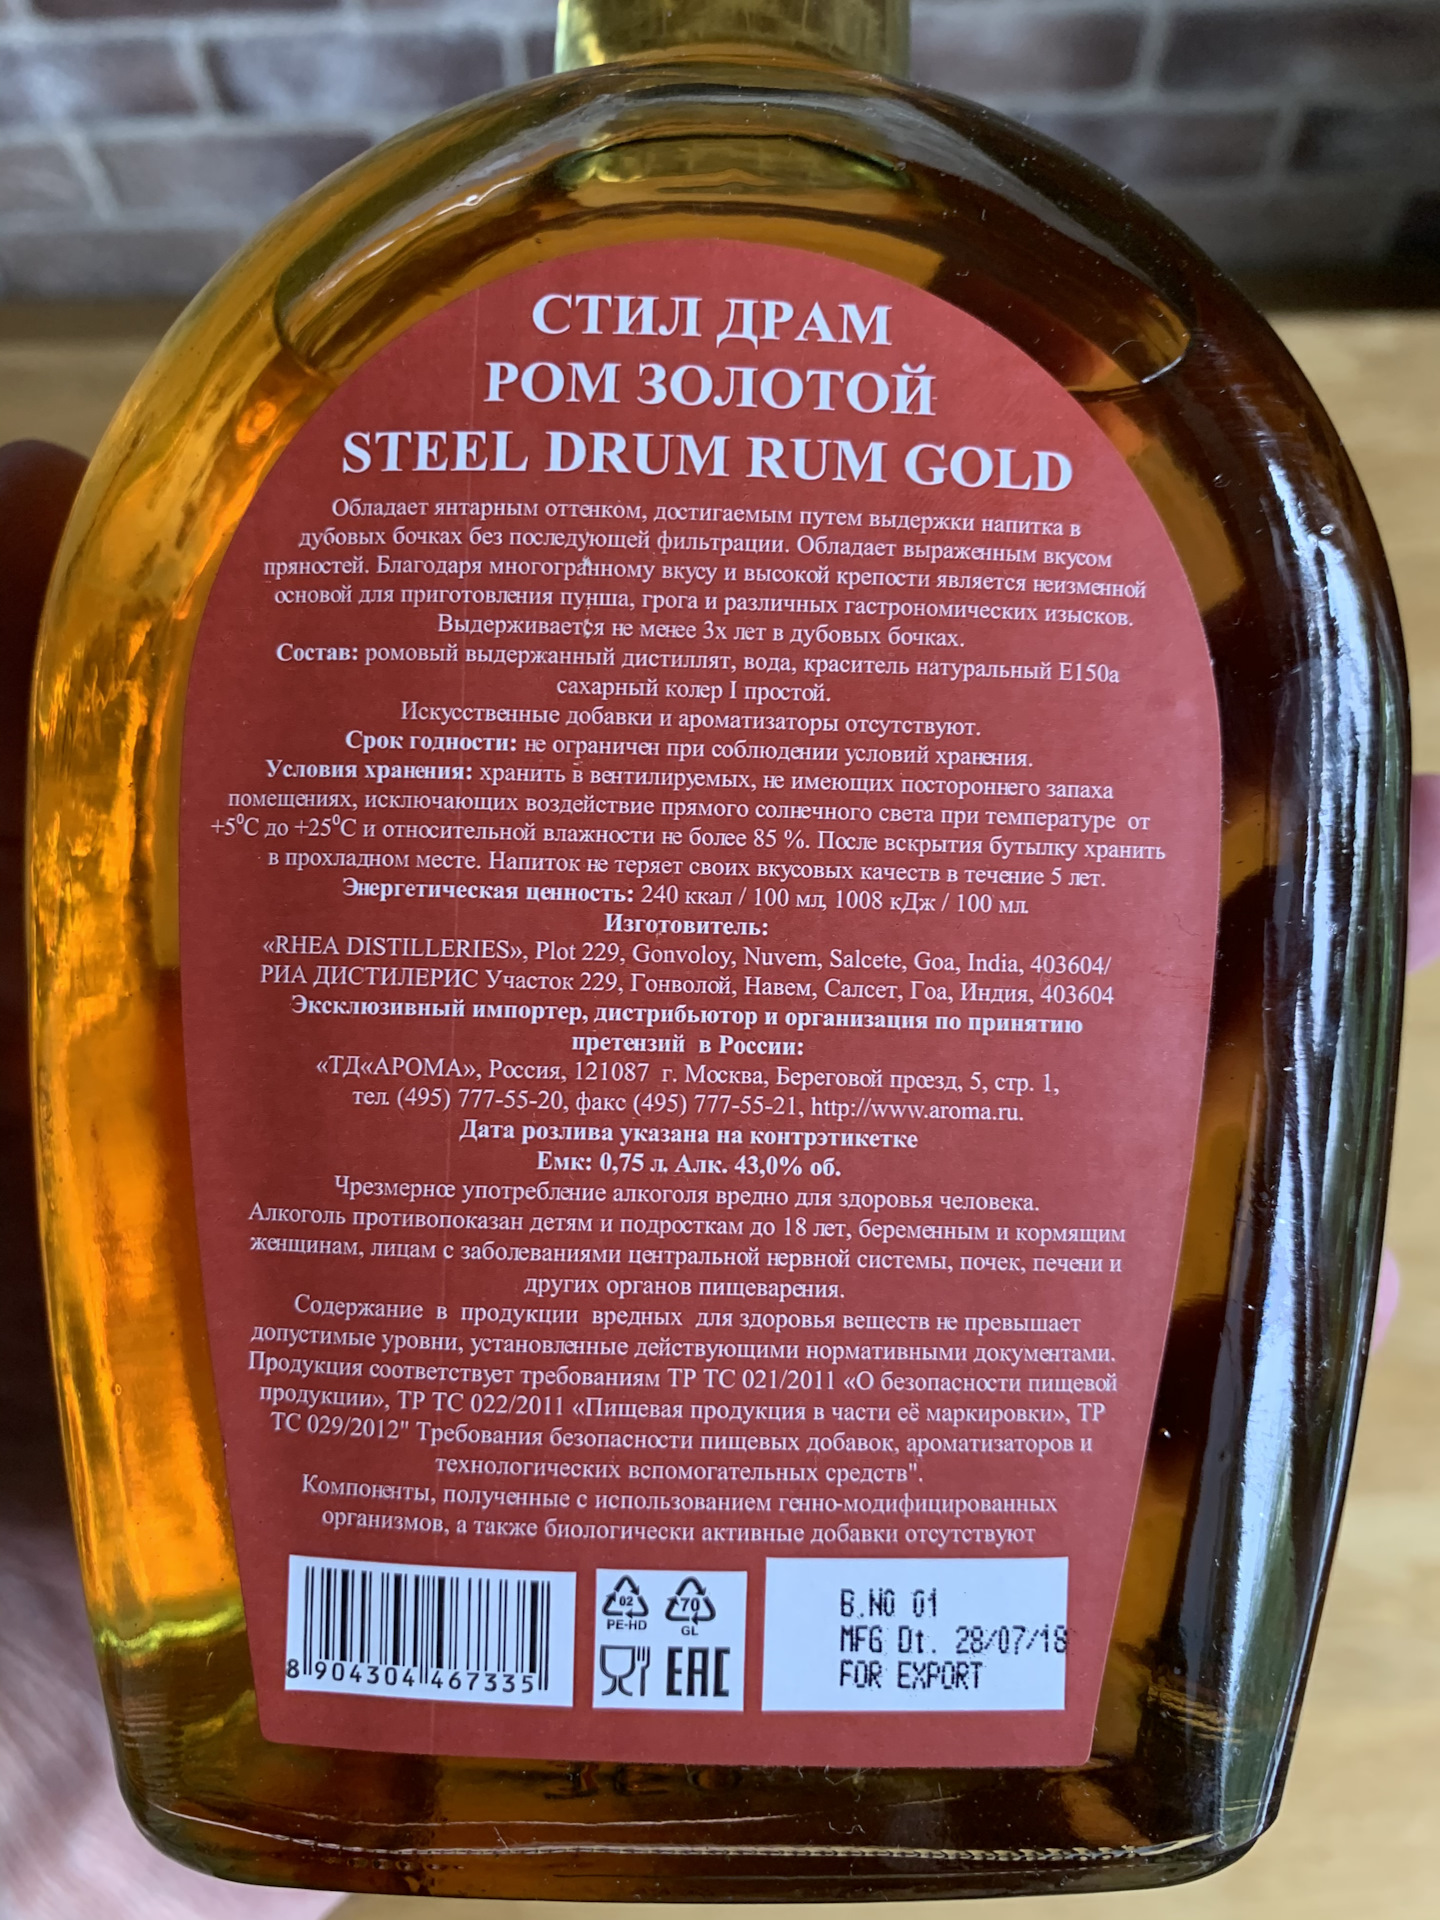 СТИЛ ДРАМ
РОМ ЗОЛОТОЙ
STEEL DRUM RUM GOLD
Обладает янтарным оттенком, достигаемым путем выдержки напитка в
дубовых бочках без последующей фильтрации. Обладает выраженным вкусом
пряностей. Благодаря многогранному вкусу и высокой крепости является неизменной
основой для приготовления пунша, грога и различных гастрономических изысков.
Выдерживается не менее 3х лет в дубовых бочках.
Состав: ромовый выдержанный дистиллят, вода, краситель натуральный Е150а
сахарный колер I простой.
Искусственные добавки и ароматизаторы отсутствуют.
Срок годности: не ограничен при соблюдении условий хранения.
Условия хранения: хранить в вентилируемых, не имеющих постороннего запаха
помещениях, исключающих воздействие прямого солнечного света при температуре от
+5⁰С до +25⁰С и относительной влажности не более 85 %. После вскрытия бутылку хранить
в прохладном месте. Напиток не теряет своих вкусовых качеств в течение 5 лет.
Энергетическая ценность: 240 ккал / 100 мл, 1008 кДж / 100 мл.
Изготовитель:
«RHEA DISTILLERIES», Plot 229, Gonvoloy, Nuvem, Salcete, Goa, India, 403604/
РИА ДИСТИЛЕРИС Участок 229, Гонволой, Навем, Салсет, Гоа, Индия, 403604
Эксклюзивный импортер, дистрибьютор и организация по принятию
претензий в России:
«ТД«АРОМА», Россия, 121087 г. Москва, Береговой проезд, 5, стр. 1,
тел. (495) 777-55-20, факс (495) 777-55-21, http://www.aroma.ru.
Дата розлива указана на контрэтикетке
Емк: 0,75 л. Алк. 43,0% об.
Чрезмерное употребление алкоголя вредно для здоровья человека.
Алкоголь противопоказан детям и подросткам до 18 лет, беременным и кормящим
женщинам, лицам с заболеваниями центральной нервной системы, почек, печени и
других органов пищеварения.
Содержание в продукции вредных для здоровья веществ не превышает
допустимые уровни, установленные действующими нормативными документами.
Продукция соответствует требованиям ТР ТС 021/2011 «О безопасности пищевой
продукции», ТР ТС 022/2011 «Пищевая продукция в части её маркировки», ТР
ТС 029/2012" Требования безопасности пищевых добавок, ароматизаторов и
технологических вспомогательных средств".
Компоненты, полученные с использованием генно-модифицированных
организмов, а также биологически активные добавки отсутствуют
8 904304 467335
02 PE-HD
70 GL
EAC
B.NO 01
MFG Dt. 28/07/18
FOR EXPORT